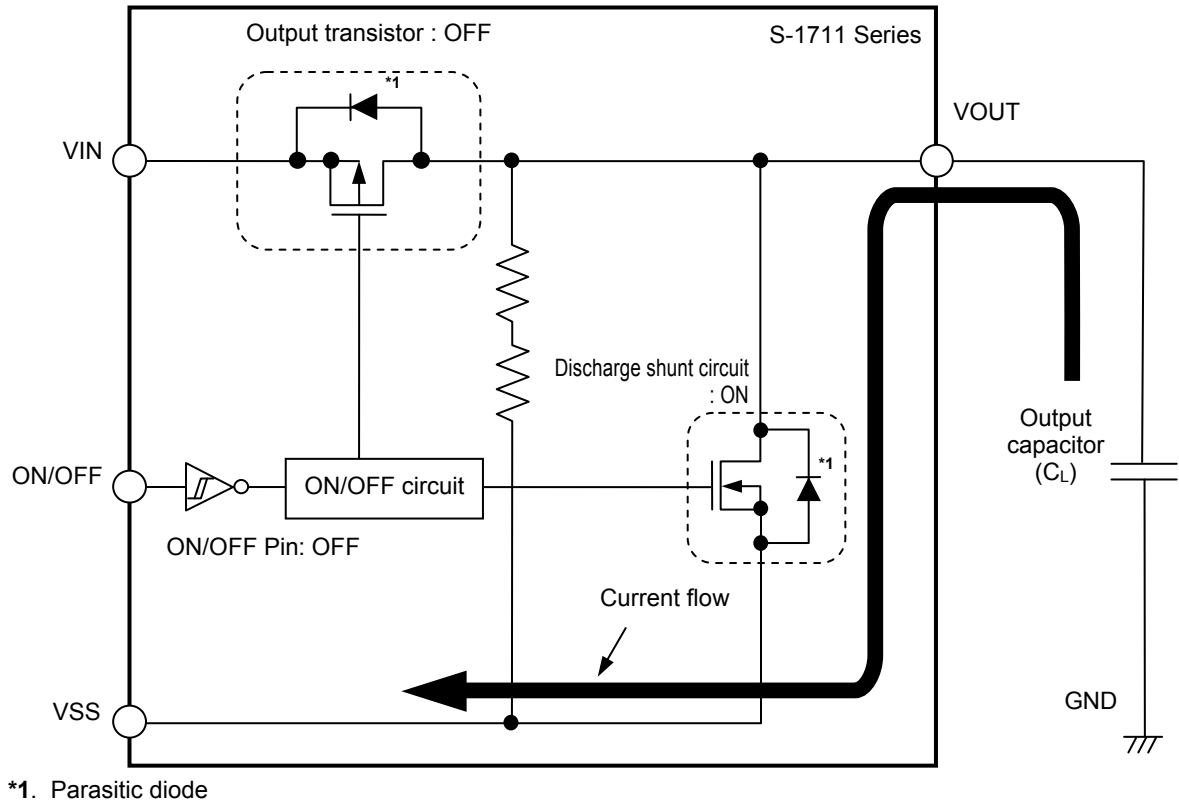 Output transistor : OFF
S-1711 Series
*1
VOUT
VIN
Discharge shunt circuit
: ON
Output
capacitor
(CL)
*1
ON/OFF
ON/OFF circuit
ON/OFF Pin: OFF
Current flow
GND
VSS
*1. Parasitic diode